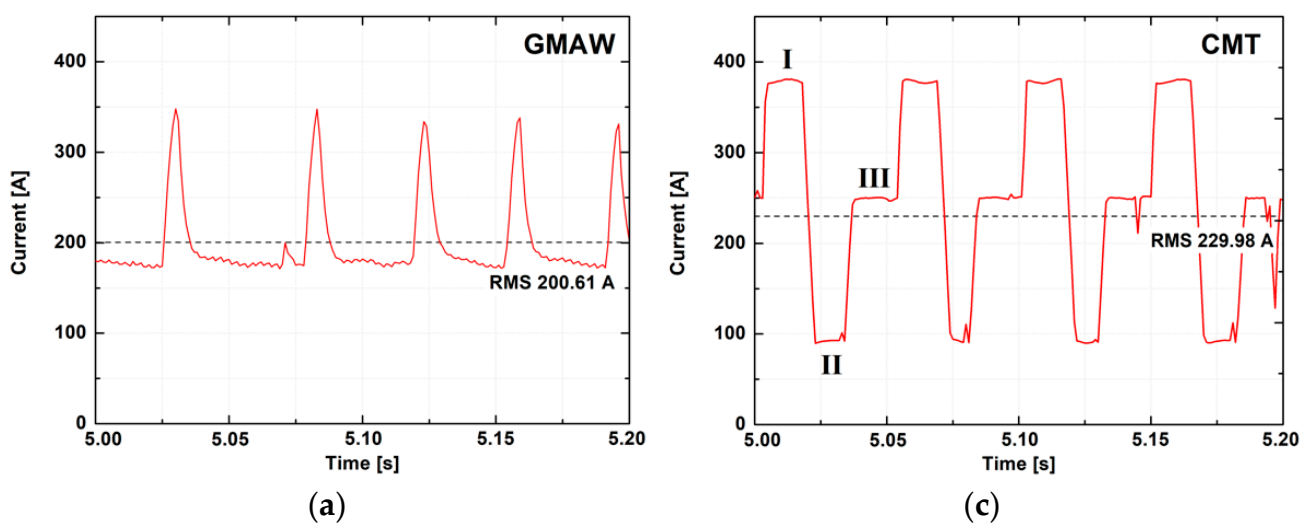 GMAW
Current [A]
400
300
200
100
0
RMS 200.61 A
5.00 5.05 5.10 5.15 5.20
Time [s]
(a)
CMT
Current [A]
400
300
200
100
0
I
III
II
RMS 229.98 A
5.00 5.05 5.10 5.15 5.20
Time [s]
(c)